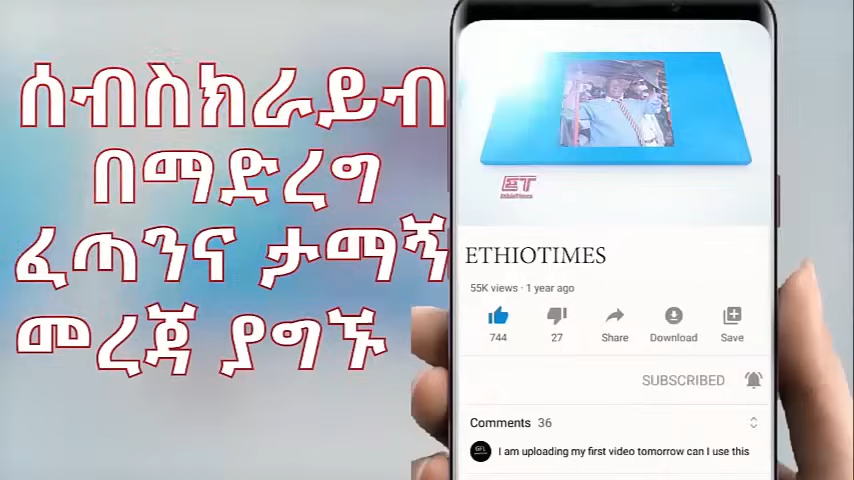 ሰብስክራይብ
በማድረግ
ፈጣንና ታማኝ
መረጃ ያግኙ
ET
EthioTimes
ETHIOTIMES
55K views · 1 year ago
744
27
Share
Download
Save
SUBSCRIBED
Comments 36
I am uploading my first video tomorrow can I use this